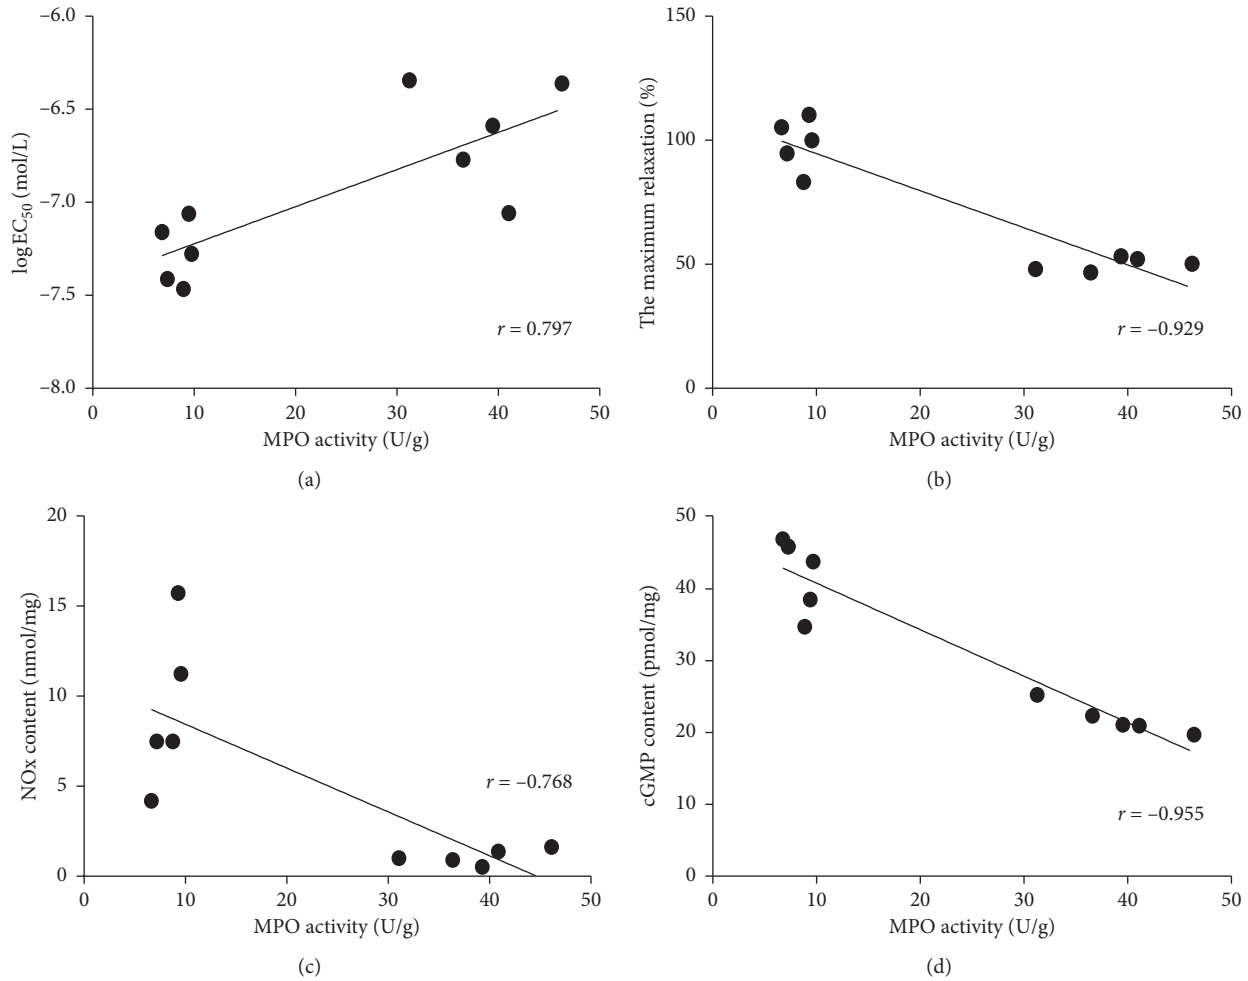 –6.0
–6.5
–7.0
–7.5
–8.0
logEC50 (mol/L)
r = 0.797
0 10 20 30 40 50
MPO activity (U/g)
(a)
150
100
50
0
The maximum relaxation (%)
r = –0.929
0 10 20 30 40 50
MPO activity (U/g)
(b)
20
15
10
5
0
NOx content (nmol/mg)
r = –0.768
0 10 20 30 40 50
MPO activity (U/g)
(c)
50
40
30
20
10
0
cGMP content (pmol/mg)
r = –0.955
0 10 20 30 40 50
MPO activity (U/g)
(d)